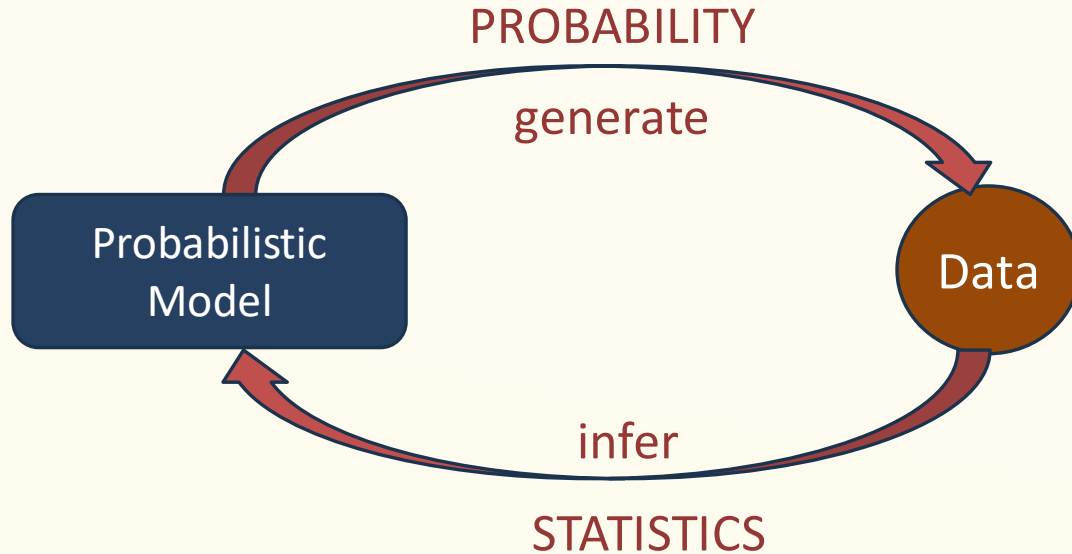 PROBABILITY
generate
Probabilistic
Model
Data
infer
STATISTICS